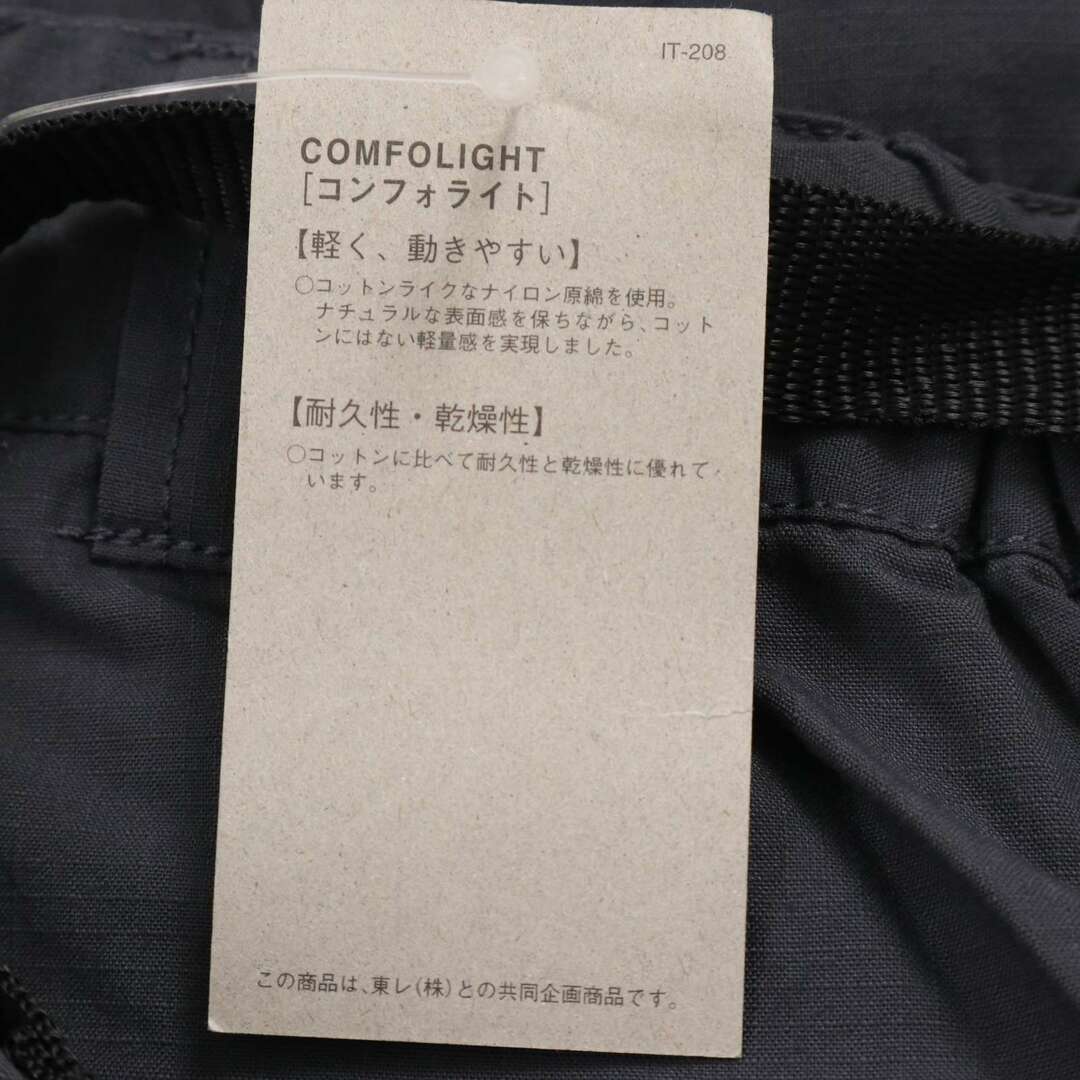 IT-208
COMFOLIGHT
[コンフォライト]
【軽く、動きやすい】
○コットンライクなナイロン原綿を使用。
ナチュラルな表面感を保ちながら、コット
ンにはない軽量感を実現しました。
【耐久性・乾燥性】
○コットンに比べて耐久性と乾燥性に優れて
います。
この商品は、東レ(株)との共同企画商品です。